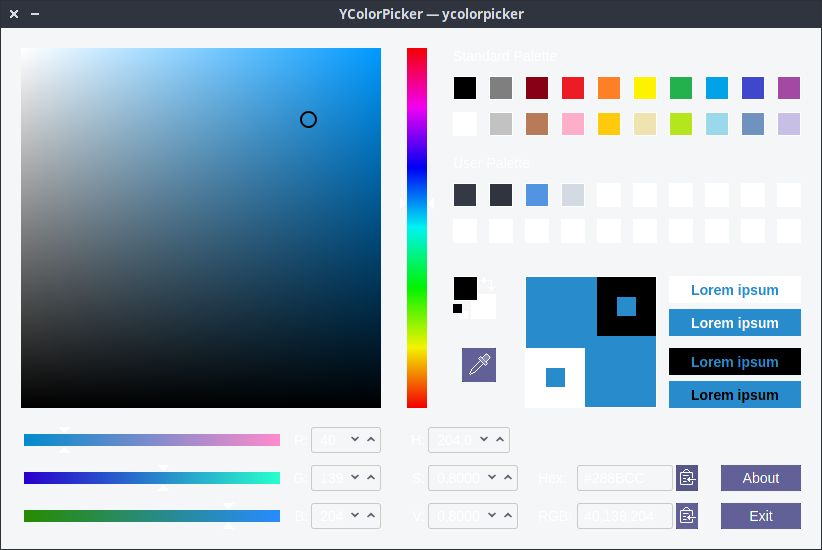 YColorPicker — ycolorpicker
Standard Palette
User Palette
Lorem ipsum
Lorem ipsum
Lorem ipsum
Lorem ipsum
R: 40 H: 204.0
G: 139 S: 0.8000 Hex: #288BCC About
B: 204 V: 0.8000 RGB: 40,139,204 Exit